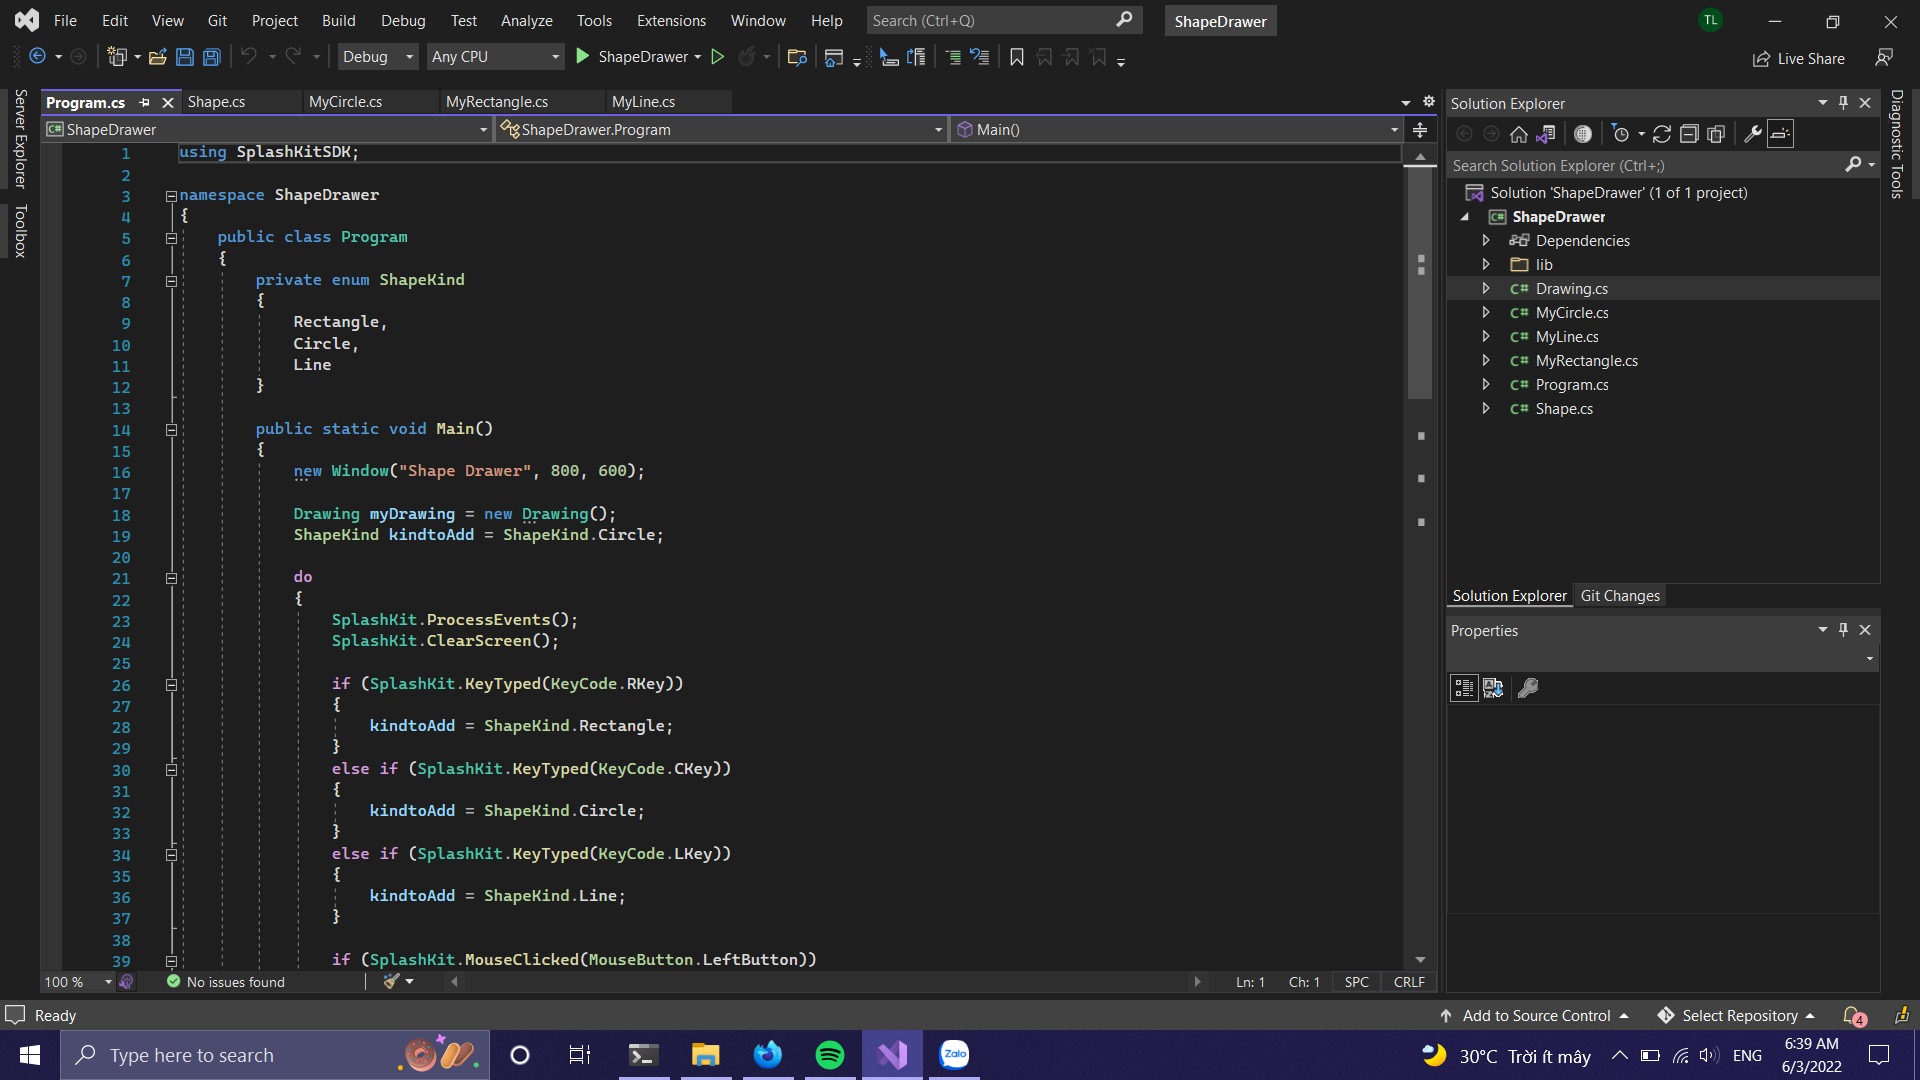 File Edit View Git Project Build Debug Test Analyze Tools Extensions Window Help Search (Ctrl+Q) ShapeDrawer TL
Debug Any CPU ShapeDrawer Live Share
Server Explorer
Toolbox
Program.cs Shape.cs MyCircle.cs MyRectangle.cs MyLine.cs
C# ShapeDrawer ShapeDrawer.Program Main()
1 using SplashKitSDK;
2
3 namespace ShapeDrawer
4 {
5 public class Program
6 {
7 private enum ShapeKind
8 {
9 Rectangle,
10 Circle,
11 Line
12 }
13
14 public static void Main()
15 {
16 new Window("Shape Drawer", 800, 600);
17
18 Drawing myDrawing = new Drawing();
19 ShapeKind kindtoAdd = ShapeKind.Circle;
20
21 do
22 {
23 SplashKit.ProcessEvents();
24 SplashKit.ClearScreen();
25
26 if (SplashKit.KeyTyped(KeyCode.RKey))
27 {
28 kindtoAdd = ShapeKind.Rectangle;
29 }
30 else if (SplashKit.KeyTyped(KeyCode.CKey))
31 {
32 kindtoAdd = ShapeKind.Circle;
33 }
34 else if (SplashKit.KeyTyped(KeyCode.LKey))
35 {
36 kindtoAdd = ShapeKind.Line;
37 }
38
39 if (SplashKit.MouseClicked(MouseButton.LeftButton))
100 % No issues found Ln: 1 Ch: 1 SPC CRLF
Solution Explorer
Search Solution Explorer (Ctrl+;)
Solution 'ShapeDrawer' (1 of 1 project)
C# ShapeDrawer
Dependencies
lib
C# Drawing.cs
C# MyCircle.cs
C# MyLine.cs
C# MyRectangle.cs
C# Program.cs
C# Shape.cs
Solution Explorer Git Changes
Properties
Diagnostic Tools
Ready Add to Source Control Select Repository 4
Type here to search Zalo 30°C Trời ít mây ENG 6:39 AM
6/3/2022